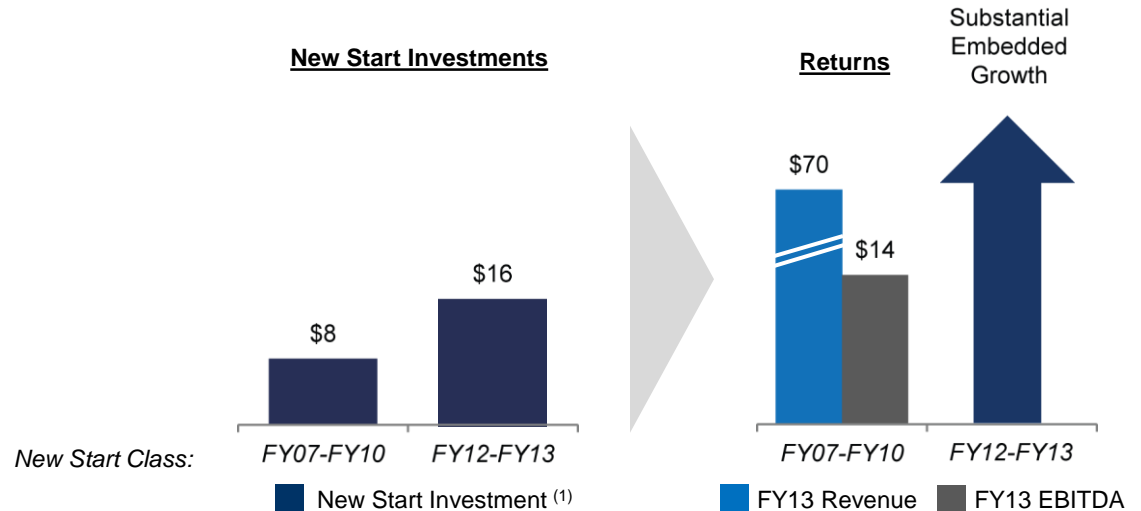 New Start Investments
$8
$16
FY07-FY10
FY12-FY13
New Start Class:
New Start Investment (1)
Returns
Substantial
Embedded
Growth
$70
$14
FY07-FY10
FY12-FY13
FY13 Revenue
FY13 EBITDA